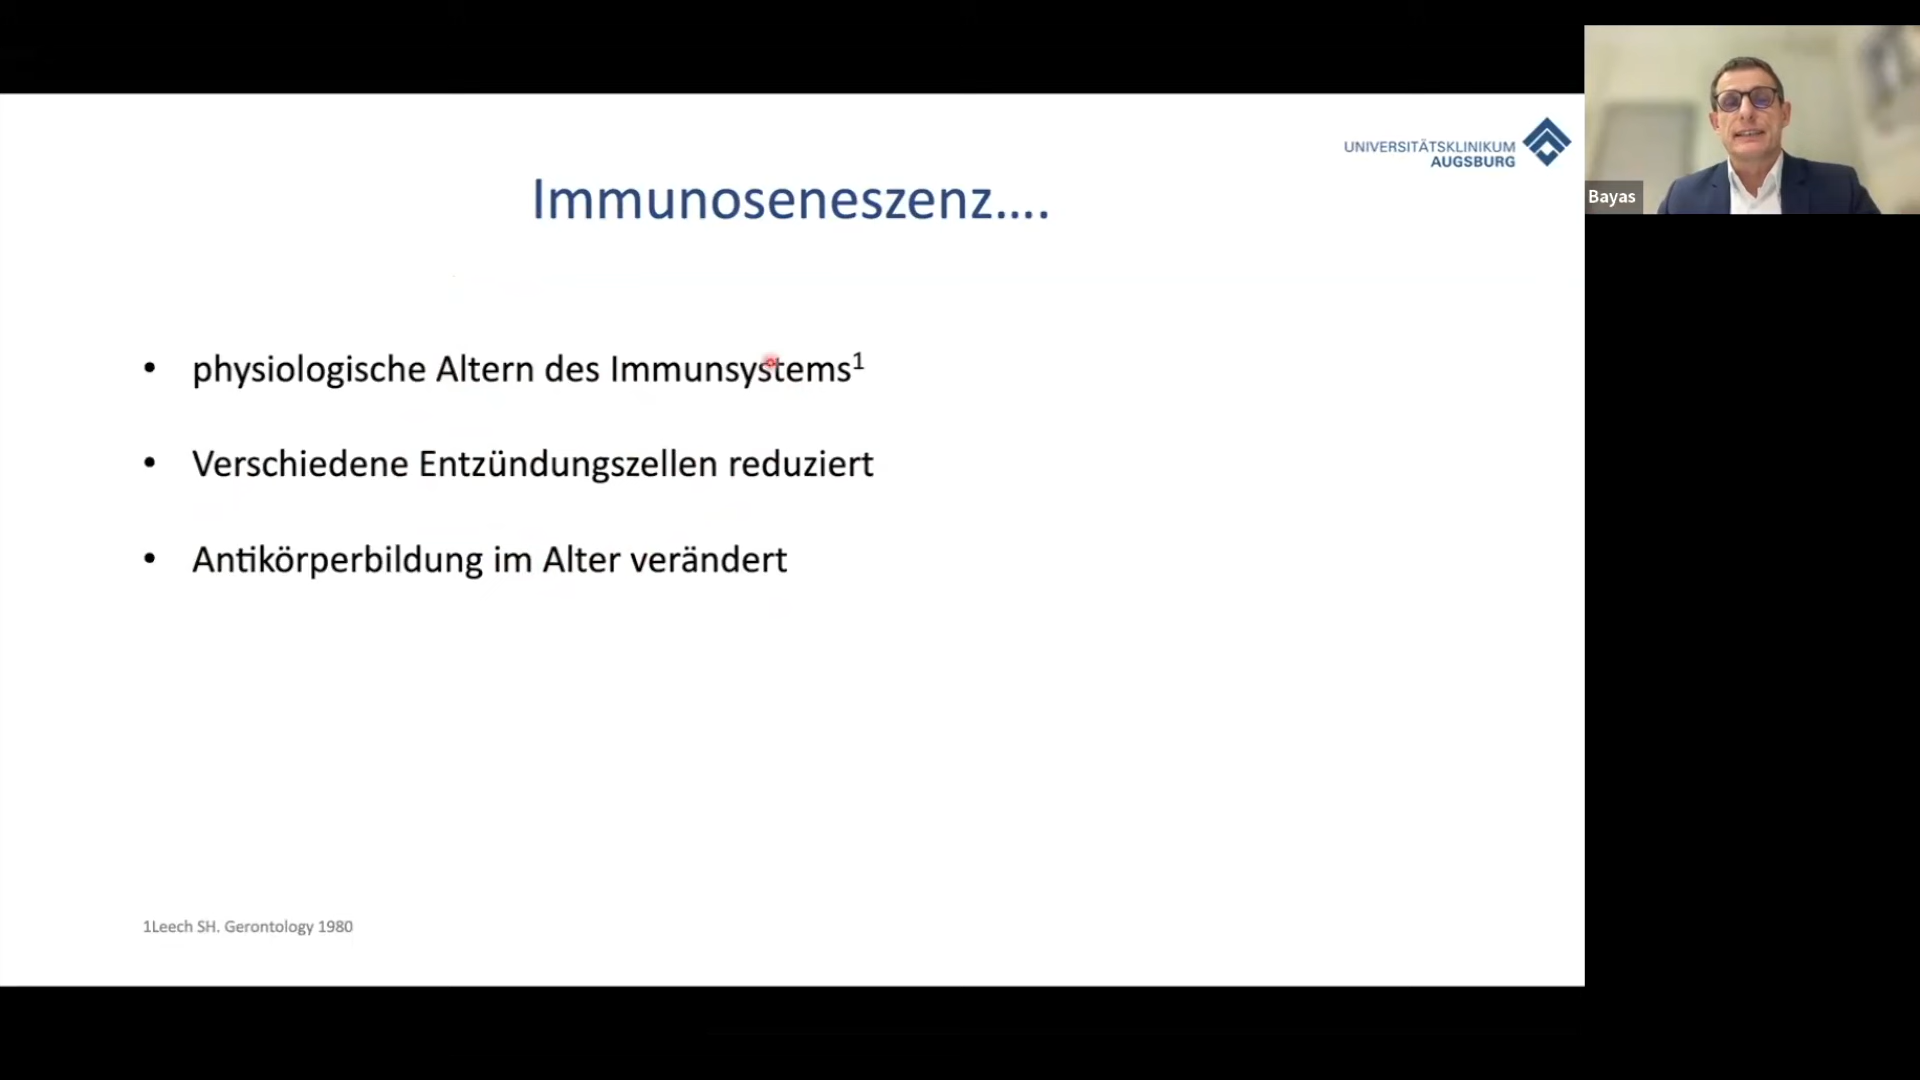 UNIVERSITÄTSKLINIKUM
AUGSBURG
Immunoseneszenz....
Bayas
• physiologische Altern des Immunsystems¹
• Verschiedene Entzündungszellen reduziert
• Antikörperbildung im Alter verändert
1Leech SH. Gerontology 1980